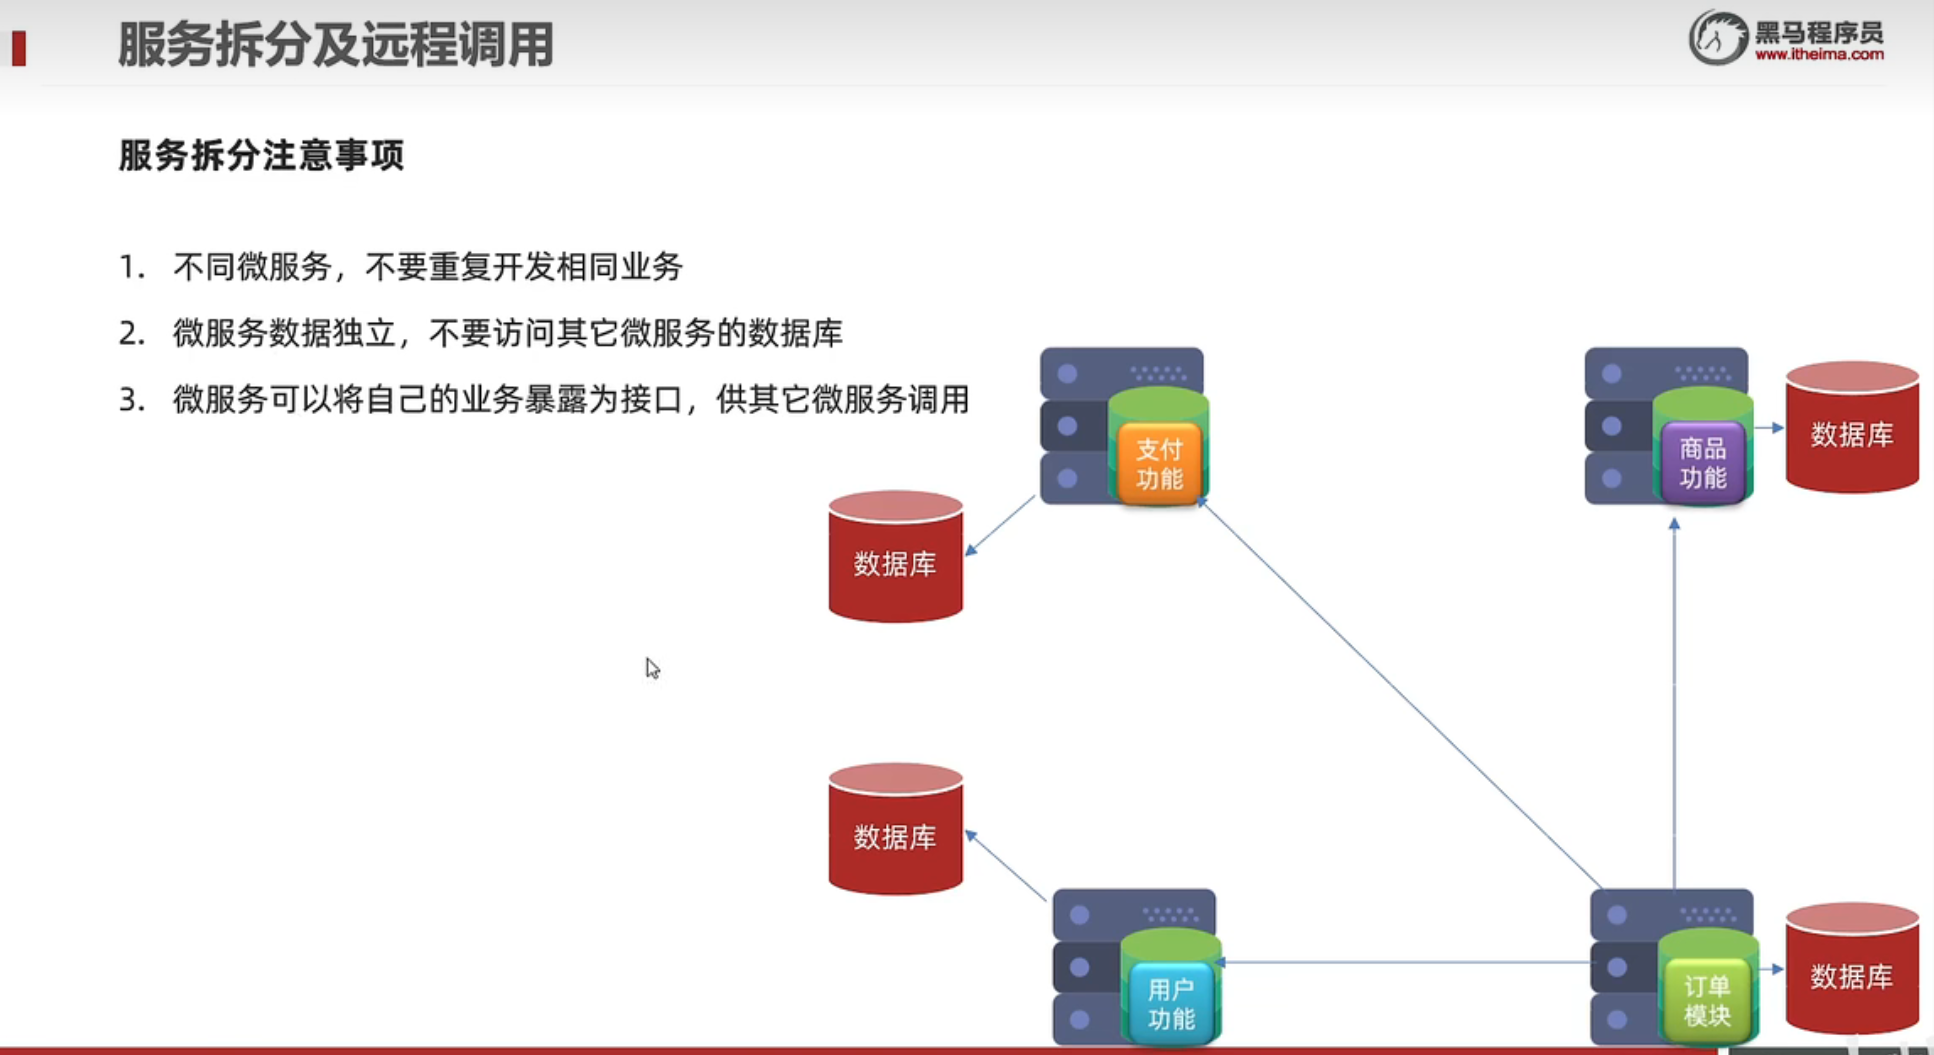 服务拆分及远程调用
黑马程序员
www.itheima.com
服务拆分注意事项
1. 不同微服务，不要重复开发相同业务
2. 微服务数据独立，不要访问其它微服务的数据库
3. 微服务可以将自己的业务暴露为接口，供其它微服务调用
支付
功能
商品
功能
数据库
数据库
数据库
用户
功能
订单
模块
数据库